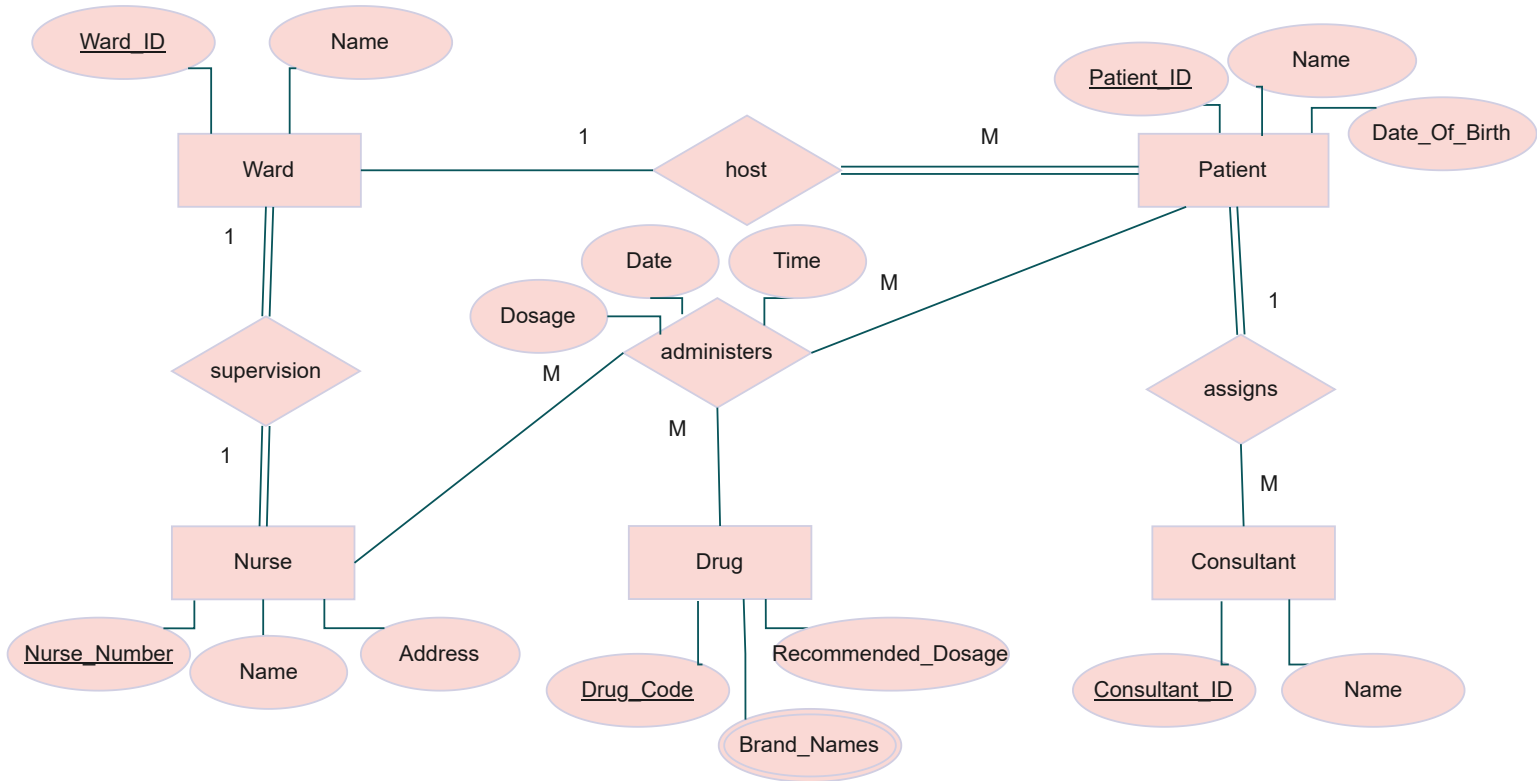 Ward_ID
Name
Patient_ID
Name
Date_Of_Birth
Ward
1
host
M
Patient
1
Date
Time
Dosage
M
administers
M
1
supervision
M
assigns
1
M
M
Nurse
Drug
Consultant
Nurse_Number
Name
Address
Recommended_Dosage
Drug_Code
Brand_Names
Consultant_ID
Name